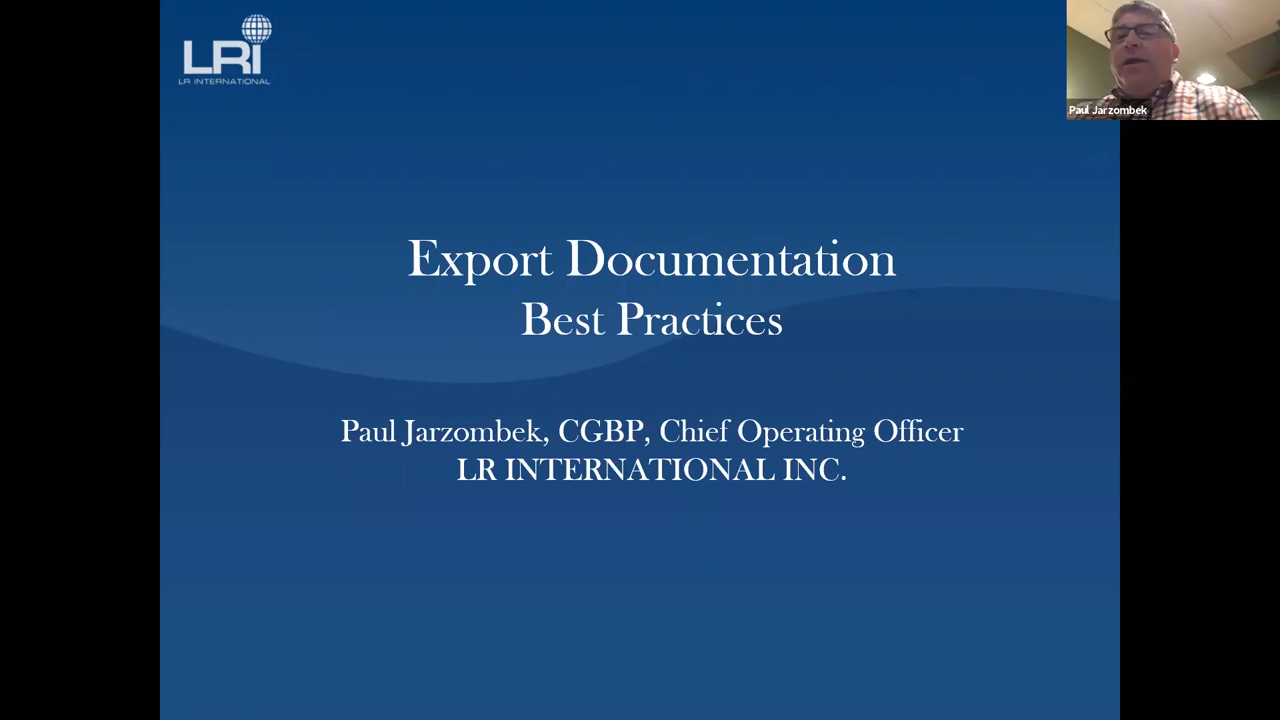 LRI
LR INTERNATIONAL
Paul Jarzombek
Export Documentation
Best Practices
Paul Jarzombek, CGBP, Chief Operating Officer
LR INTERNATIONAL INC.